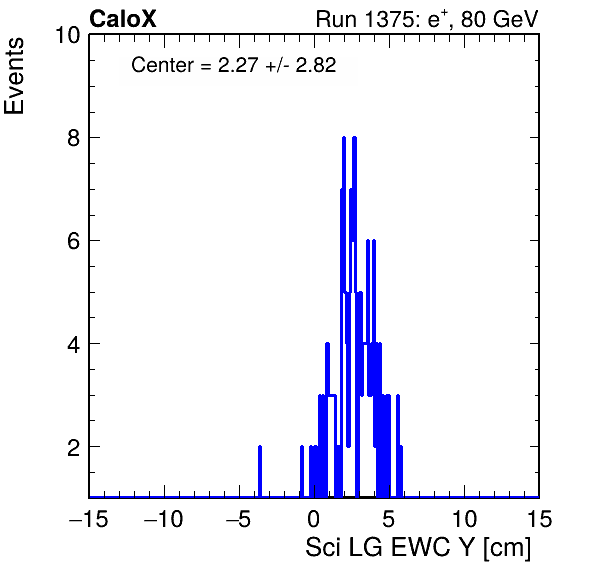 CaloX Run 1375: e⁺, 80 GeV
Center = 2.27 +/- 2.82
Events
10
8
6
4
2
−15 −10 −5 0 5 10 15
Sci LG EWC Y [cm]